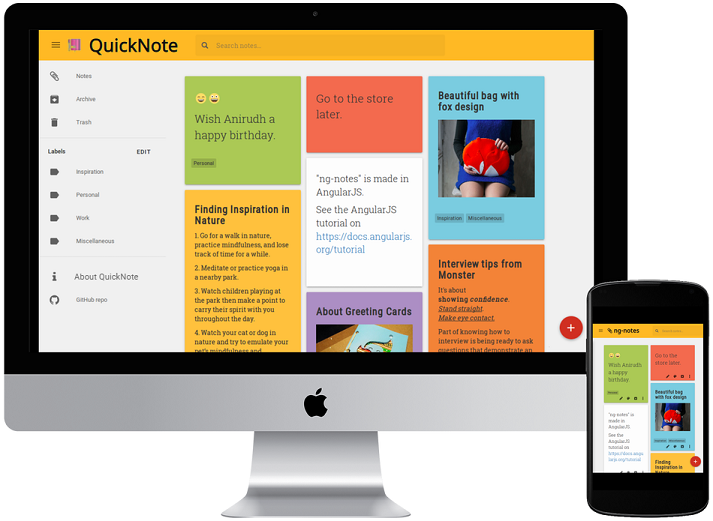 QuickNote
Search notes...
Notes
Archive
Trash
Labels EDIT
Inspiration
Personal
Work
Miscellaneous
About QuickNote
GitHub repo
Wish Anirudh a
happy birthday.
Personal
Finding Inspiration in
Nature
1. Go for a walk in nature,
practice mindfulness, and lose
track of time for a while.
2. Meditate or practice yoga in
a nearby park.
3. Watch children playing at
the park then make a point to
carry their spirit with you
throughout the day.
4. Watch your cat or dog in
nature and try to emulate your
pet's mindfulness and
Go to the store
later.
"ng-notes" is made in
AngularJS.
See the AngularJS
tutorial on
https://docs.angularjs.
org/tutorial
About Greeting Cards
Beautiful bag with
fox design
Inspiration Miscellaneous
Interview tips from
Monster
It's about
showing confidence.
Stand straight.
Make eye contact.
Part of knowing how to
interview is being ready to ask
questions that demonstrate an
+
ng-notes
Wish Anirudh
a happy
birthday.
Go to the
store later.
"ng-notes" is
made in
AngularJS.
See the
AngularJS
tutorial on
https://docs.angu
larjs.org/tutorial
Beautiful bag with
fox design
Finding
Inspiration in
Nature
+